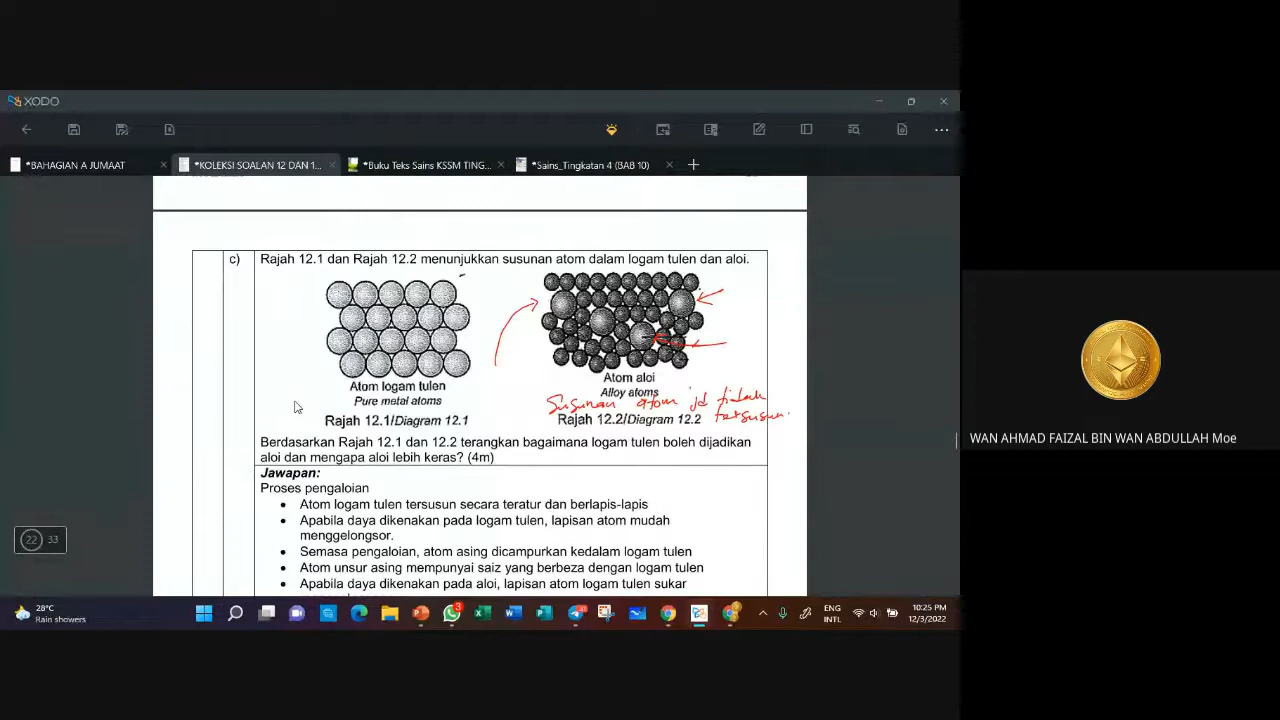 XODO
*BAHAGIAN A JUMAAT
*KOLEKSI SOALAN 12 DAN 1...
*Buku Teks Sains KSSM TING...
*Sains_Tingkatan 4 (BAB 10)
c)
Rajah 12.1 dan Rajah 12.2 menunjukkan susunan atom dalam logam tulen dan aloi.
Atom logam tulen
Pure metal atoms
Rajah 12.1/Diagram 12.1
Atom aloi
Alloy atoms
Susunan atom jd tidak
tersusun.
Rajah 12.2/Diagram 12.2
Berdasarkan Rajah 12.1 dan 12.2 terangkan bagaimana logam tulen boleh dijadikan
aloi dan mengapa aloi lebih keras? (4m)
Jawapan:
Proses pengaloian
• Atom logam tulen tersusun secara teratur dan berlapis-lapis
• Apabila daya dikenakan pada logam tulen, lapisan atom mudah
menggelongsor.
• Semasa pengaloian, atom asing dicampurkan kedalam logam tulen
• Atom unsur asing mempunyai saiz yang berbeza dengan logam tulen
• Apabila daya dikenakan pada aloi, lapisan atom logam tulen sukar
22 33
WAN AHMAD FAIZAL BIN WAN ABDULLAH Moe
28°C
Rain showers
3
ENG
INTL
10:25 PM
12/3/2022